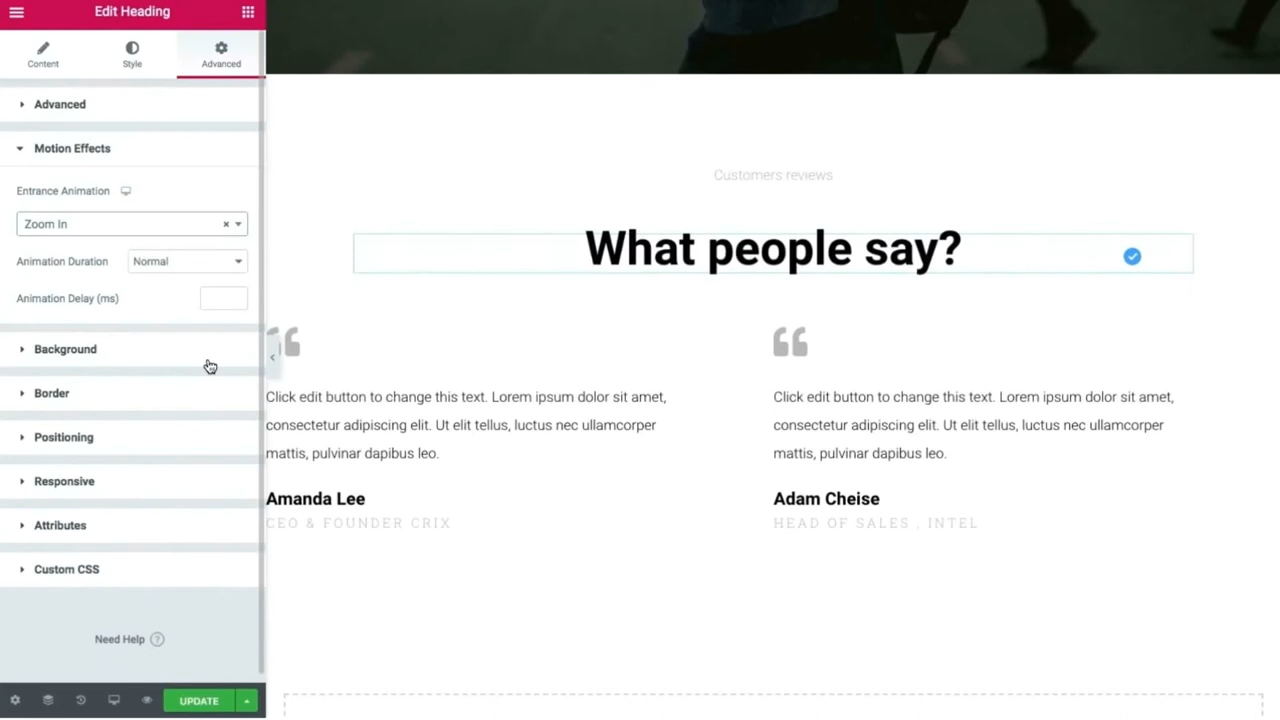 Edit Heading
Content
Style
Advanced
Advanced
Motion Effects
Entrance Animation
Zoom In
Animation Duration
Normal
Animation Delay (ms)
Background
Border
Positioning
Responsive
Attributes
Custom CSS
Need Help
UPDATE
Customers reviews
What people say?
Click edit button to change this text. Lorem ipsum dolor sit amet,
consectetur adipiscing elit. Ut elit tellus, luctus nec ullamcorper
mattis, pulvinar dapibus leo.
Amanda Lee
CEO & FOUNDER CRIX
Click edit button to change this text. Lorem ipsum dolor sit amet,
consectetur adipiscing elit. Ut elit tellus, luctus nec ullamcorper
mattis, pulvinar dapibus leo.
Adam Cheise
HEAD OF SALES , INTEL